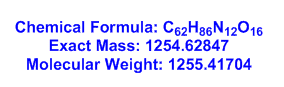 Chemical Formula: C₆₂H₈₆N₁₂O₁₆
Exact Mass: 1254.62847
Molecular Weight: 1255.41704